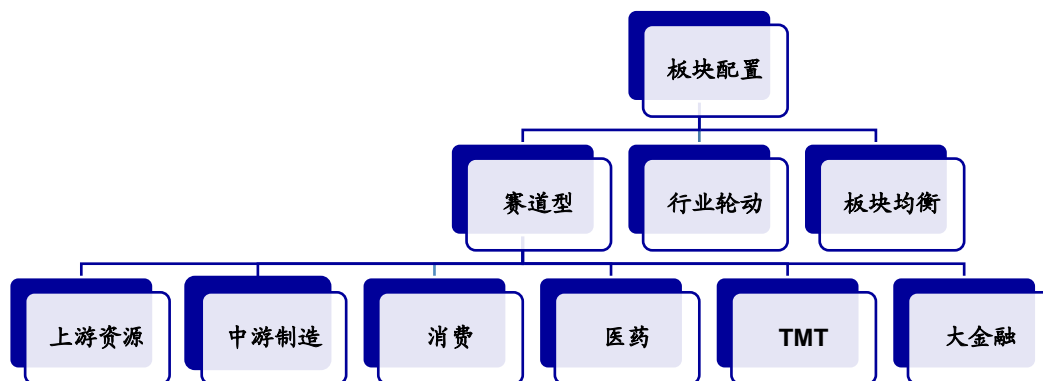 板块配置
赛道型
行业轮动
板块均衡
上游资源
中游制造
消费
医药
TMT
大金融